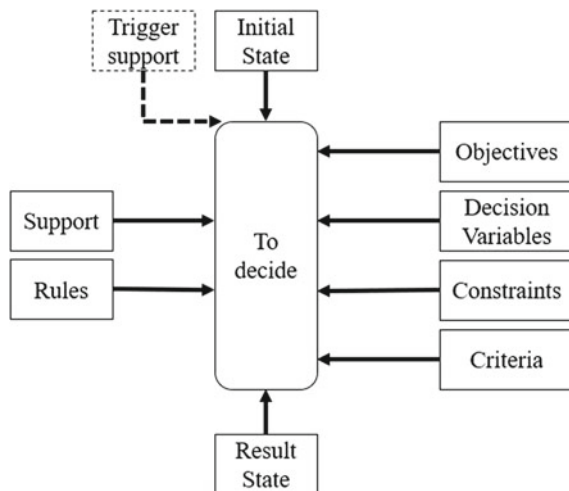 Trigger
support
Initial
State
Objectives
Support
To
decide
Decision
Variables
Rules
Constraints
Criteria
Result
State